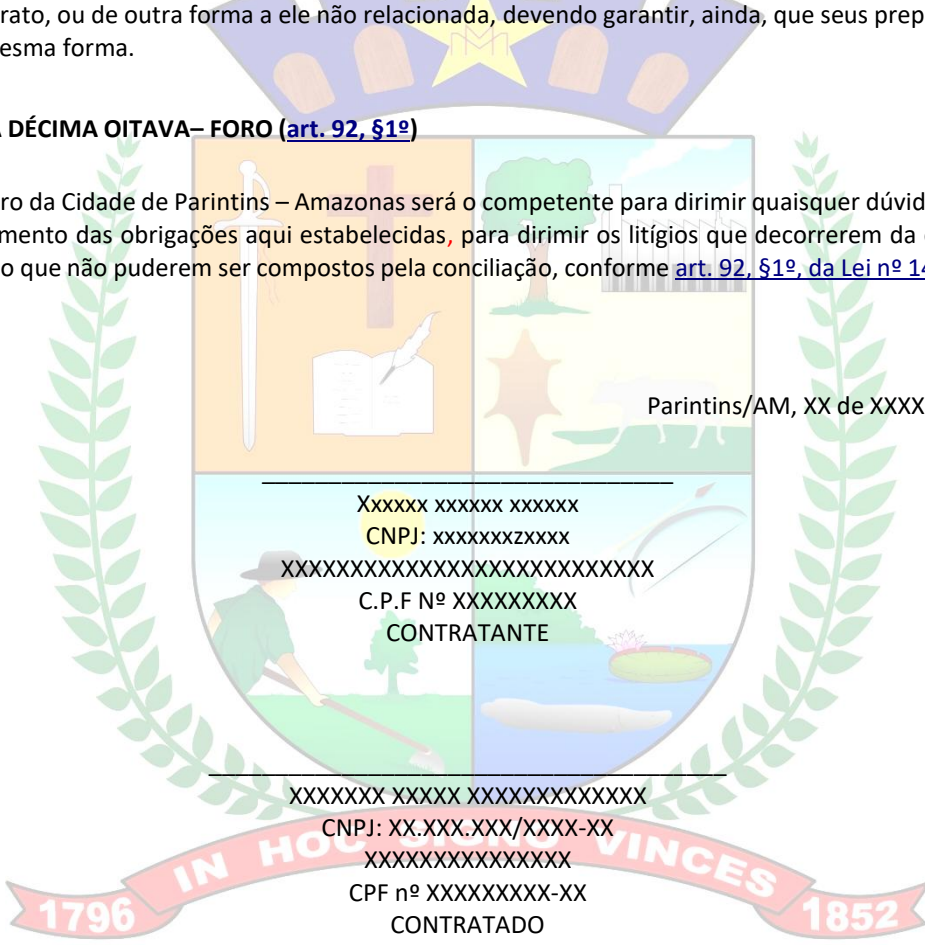 rato, ou de outra forma a ele não relacionada, devendo garantir, ainda, que seus prep
esma forma.
A DÉCIMA OITAVA– FORO (art. 92, §1º)
ro da Cidade de Parintins – Amazonas será o competente para dirimir quaisquer dúvid
mento das obrigações aqui estabelecidas, para dirimir os litígios que decorrerem da
o que não puderem ser compostos pela conciliação, conforme art. 92, §1º, da Lei nº 14
Parintins/AM, XX de XXXX
Xxxxxx xxxxxx xxxxxx
CNPJ: xxxxxxxzxxxx
XXXXXXXXXXXXXXXXXXXXXXXXXXX
C.P.F Nº XXXXXXXXX
CONTRATANTE
XXXXXXX XXXXX XXXXXXXXXXXXX
CNPJ: XX.XXX.XXX/XXXX-XX
XXXXXXXXXXXXXXX
CPF nº XXXXXXXXX-XX
CONTRATADO
IN HOC SIGNO VINCES
1796 1852